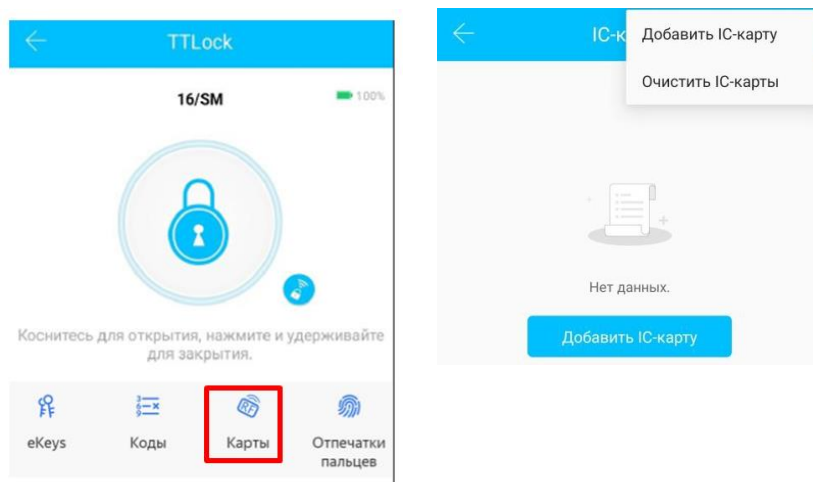 TTLock
16/SM
100%
Коснитесь для открытия, нажмите и удерживайте
для закрытия.
eKeys
Коды
RF
Карты
Отпечатки
пальцев
IC-к
Добавить IC-карту
Очистить IC-карты
Нет данных.
Добавить IC-карту